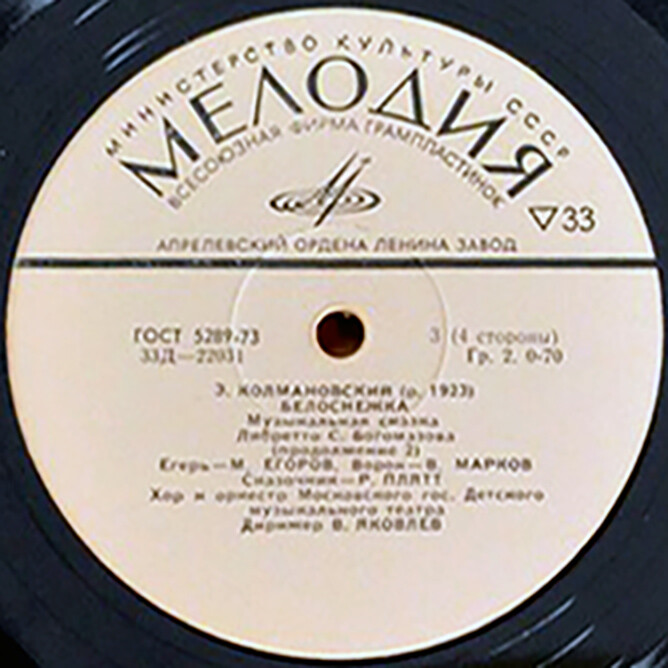 МИНИСТЕРСТВО КУЛЬТУРЫ СССР
МЕЛОДИЯ
ВСЕСОЮЗНАЯ ФИРМА ГРАМПЛАСТИНОК
▽33
АПРЕЛЕВСКИЙ ОРДЕНА ЛЕНИНА ЗАВОД
ГОСТ 5289-73
33Д—22031
3 (4 стороны)
Гр. 2. 0-70
Э. КОЛМАНОВСКИЙ (р. 1923)
БЕЛОСНЕЖКА
Музыкальная сказка
Либретто С. Богомазова
(продолжение 2)
Егерь—М. ЕГОРОВ, Ворон—В. МАРКОВ
Сказочник—Р. ПЛЯТТ
Хор и оркестр Московского гос. Детского
музыкального театра
Дирижер В. ЯКОВЛЕВ